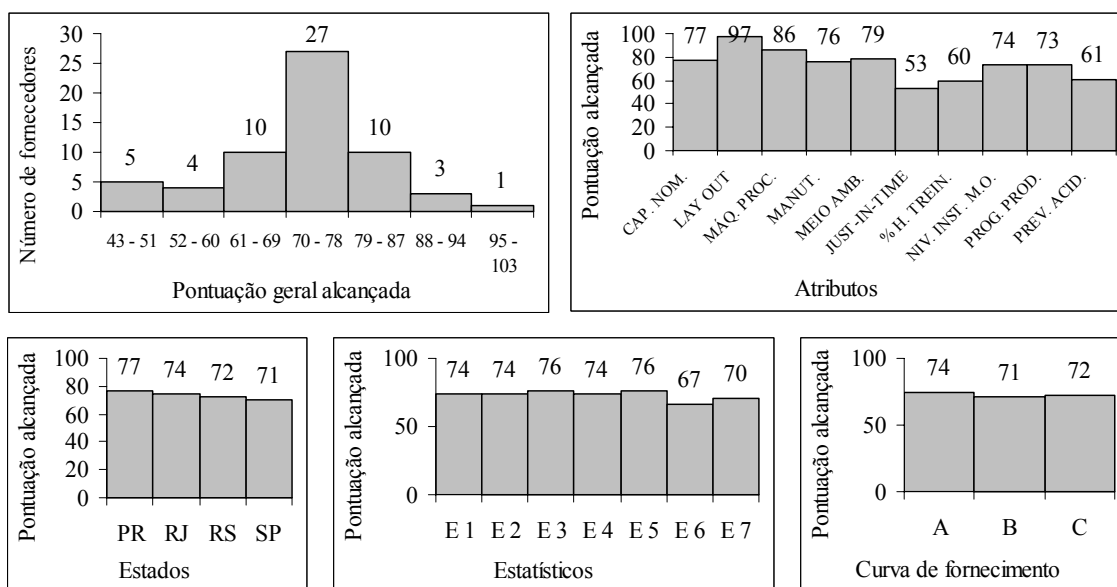 Número de fornecedores
30
25
20
15
10
5
0
5
4
10
27
10
3
1
43 - 51
52 - 60
61 - 69
70 - 78
79 - 87
88 - 94
95 -
103
Pontuação geral alcançada
Pontuação alcançada
100
80
60
40
20
0
77
97
86
76
79
53
60
74
73
61
CAP. NOM.
LAY OUT
MÁQ. PROC.
MANUT.
MEIO AMB.
JUST-IN-TIME
% H. TREIN.
NIV. INST. M.O.
PROG. PROD.
PREV. ACID.
Atributos
Pontuação alcançada
100
80
60
40
20
0
77
74
72
71
PR
RJ
RS
SP
Estados
Pontuação alcançada
100
50
0
74
74
76
74
76
67
70
E 1
E 2
E 3
E 4
E 5
E 6
E 7
Estatísticos
Pontuação alcançada
100
50
0
74
71
72
A
B
C
Curva de fornecimento